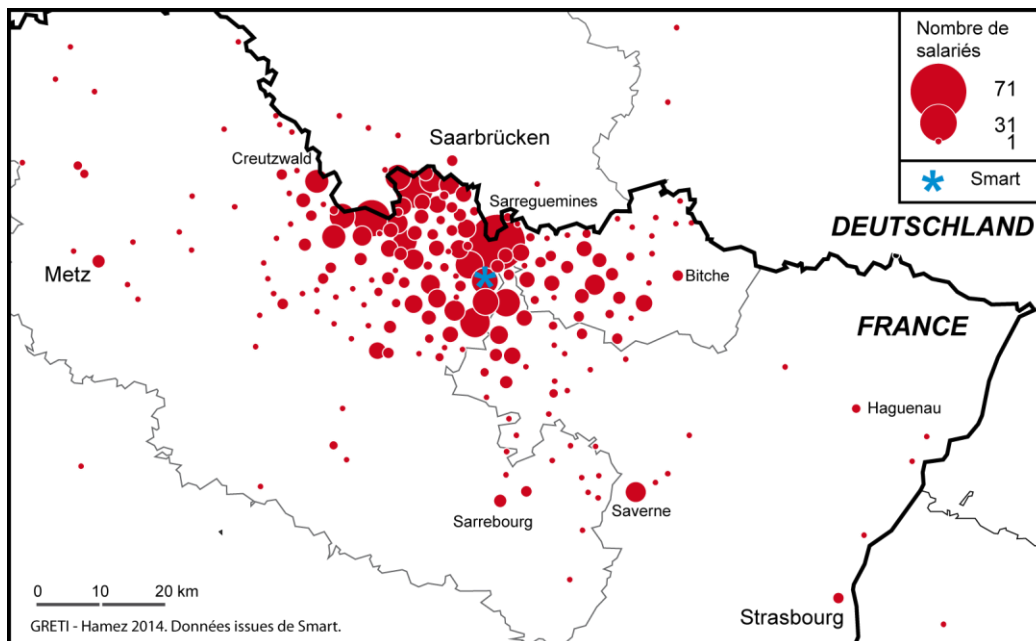 Nombre de
salariés
71
31
1
Smart
Saarbrücken
Creutzwald
Sarreguemines
DEUTSCHLAND
Metz
Bitche
FRANCE
Haguenau
Sarrebourg
Saverne
0 10 20 km
Strasbourg
GRETI - Hamez 2014. Données issues de Smart.